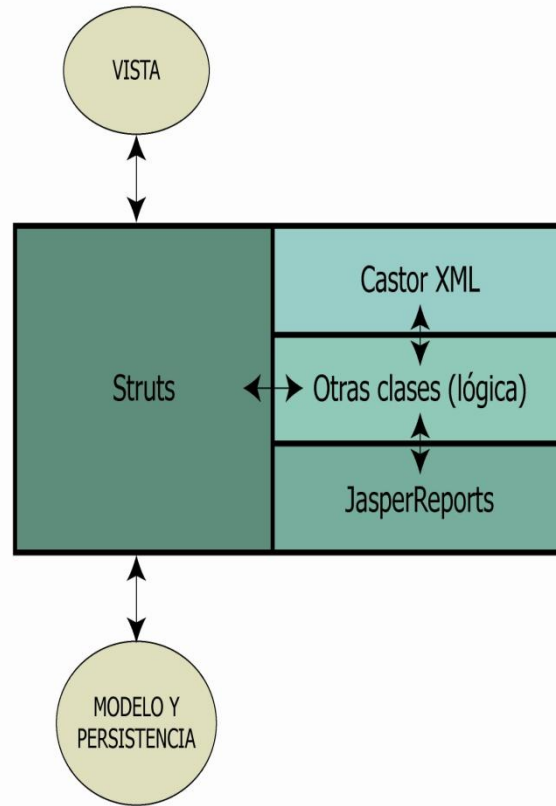 VISTA
Castor XML
Struts
Otras clases (lógica)
JasperReports
MODELO Y
PERSISTENCIA